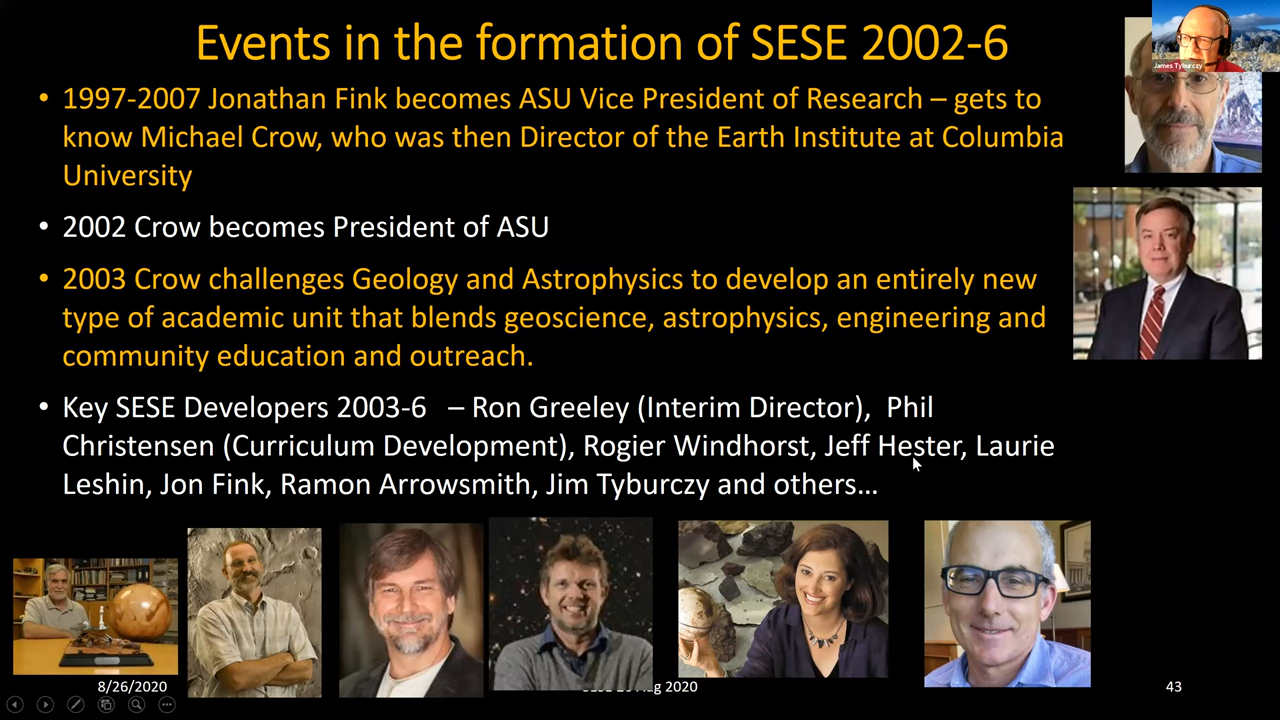 Events in the formation of SESE 2002-6
James Tyburczy
• 1997-2007 Jonathan Fink becomes ASU Vice President of Research – gets to
know Michael Crow, who was then Director of the Earth Institute at Columbia
University
• 2002 Crow becomes President of ASU
• 2003 Crow challenges Geology and Astrophysics to develop an entirely new
type of academic unit that blends geoscience, astrophysics, engineering and
community education and outreach.
• Key SESE Developers 2003-6 – Ron Greeley (Interim Director), Phil
Christensen (Curriculum Development), Rogier Windhorst, Jeff Hester, Laurie
Leshin, Jon Fink, Ramon Arrowsmith, Jim Tyburczy and others…
8/26/2020
2020
43